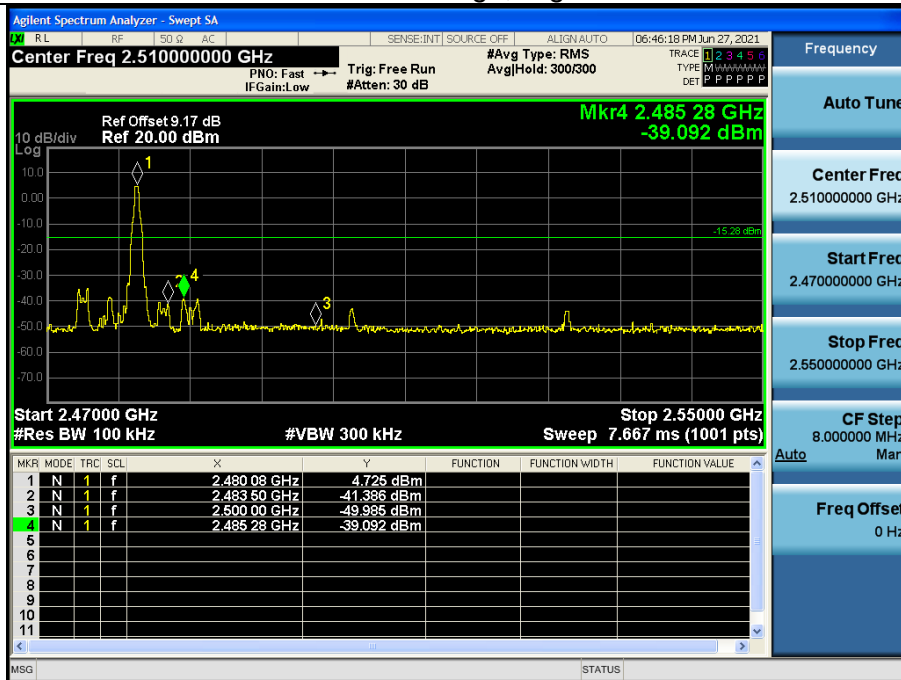 Agilent Spectrum Analyzer - Swept SA
LXI RL RF 50 Ω AC SENSE:INT SOURCE OFF ALIGN AUTO 06:46:18 PM Jun 27, 2021
Center Freq 2.510000000 GHz #Avg Type: RMS TRACE 1 2 3 4 5 6
PNO: Fast Trig: Free Run Avg|Hold: 300/300 TYPE M WWWWW
IFGain:Low #Atten: 30 dB DET P P P P P P
Mkr4 2.485 28 GHz
-39.092 dBm
Ref Offset 9.17 dB
10 dB/div Ref 20.00 dBm
Log
1
10.0
0.00
-10.0
-15.28 dBm
-20.0
-30.0
4
-40.0
3
-50.0
-60.0
-70.0
Start 2.47000 GHz Stop 2.55000 GHz
#Res BW 100 kHz #VBW 300 kHz Sweep 7.667 ms (1001 pts)
MKR MODE TRC SCL X Y FUNCTION FUNCTION WIDTH FUNCTION VALUE
1 N 1 f 2.480 08 GHz 4.725 dBm
2 N 1 f 2.483 50 GHz -41.386 dBm
3 N 1 f 2.500 00 GHz -49.985 dBm
4 N 1 f 2.485 28 GHz -39.092 dBm
5
6
7
8
9
10
11
MSG STATUS
Frequency
Auto Tune
Center Freq
2.510000000 GHz
Start Freq
2.470000000 GHz
Stop Freq
2.550000000 GHz
CF Step
8.000000 MHz
Auto Man
Freq Offset
0 Hz